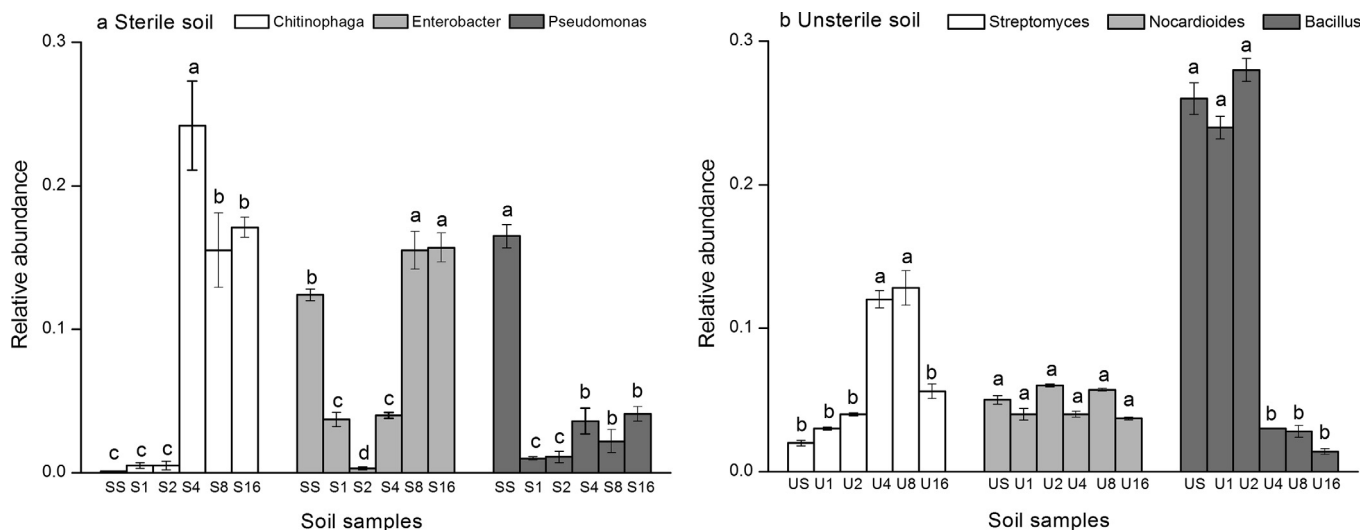 a Sterile soil Chitinophaga Enterobacter Pseudomonas
0.3
0.2
0.1
0.0
Relative abundance
c c c a b b
b c d c a a
a c c b b b
SS S1 S2 S4 S8 S16 SS S1 S2 S4 S8 S16 SS S1 S2 S4 S8 S16
Soil samples
b Unsterile soil Streptomyces Nocardioides Bacillus
0.3
0.2
0.1
0.0
Relative abundance
b b b a a b
a a a a a a
a a a b b b
US U1 U2 U4 U8 U16 US U1 U2 U4 U8 U16 US U1 U2 U4 U8 U16
Soil samples